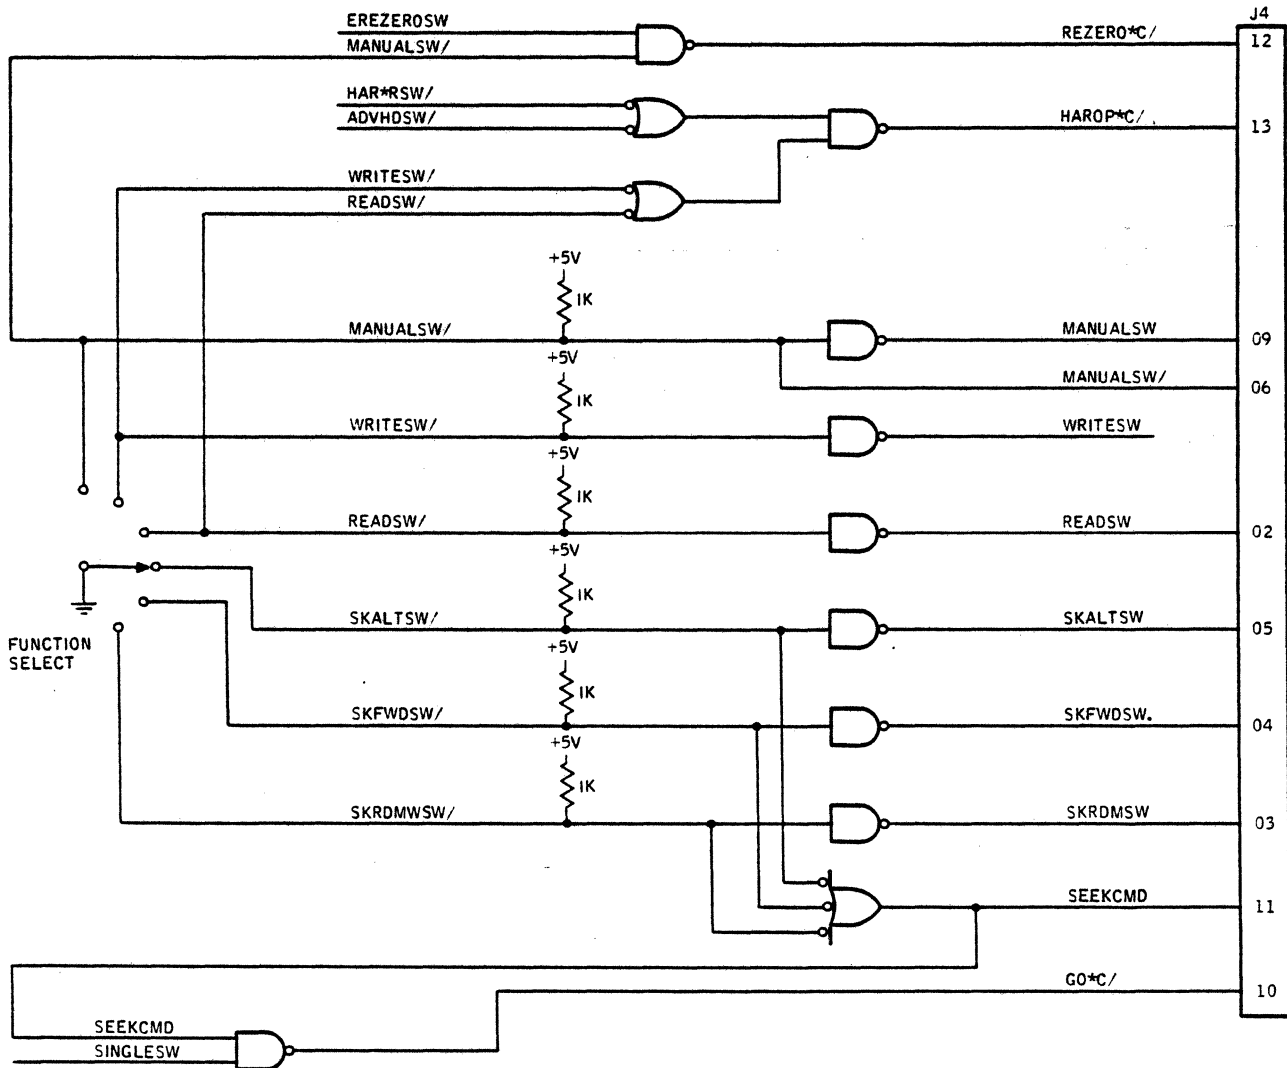 J4
EREZEROSW
MANUALSW/
REZERO*C/
12
HAR*RSW/
ADVHDSW/
HAROP*C/
13
WRITESW/
READSW/
+5V
1K
MANUALSW/
MANUALSW
09
+5V
1K
MANUALSW/
06
WRITESW/
WRITESW
+5V
1K
READSW/
READSW
02
+5V
1K
SKALTSW/
SKALTSW
05
FUNCTION
SELECT
+5V
1K
SKFWDSW/
SKFWDSW.
04
+5V
1K
SKRDMWSW/
SKRDMSW
03
SEEKCMD
11
GO*C/
10
SEEKCMD
SINGLESW